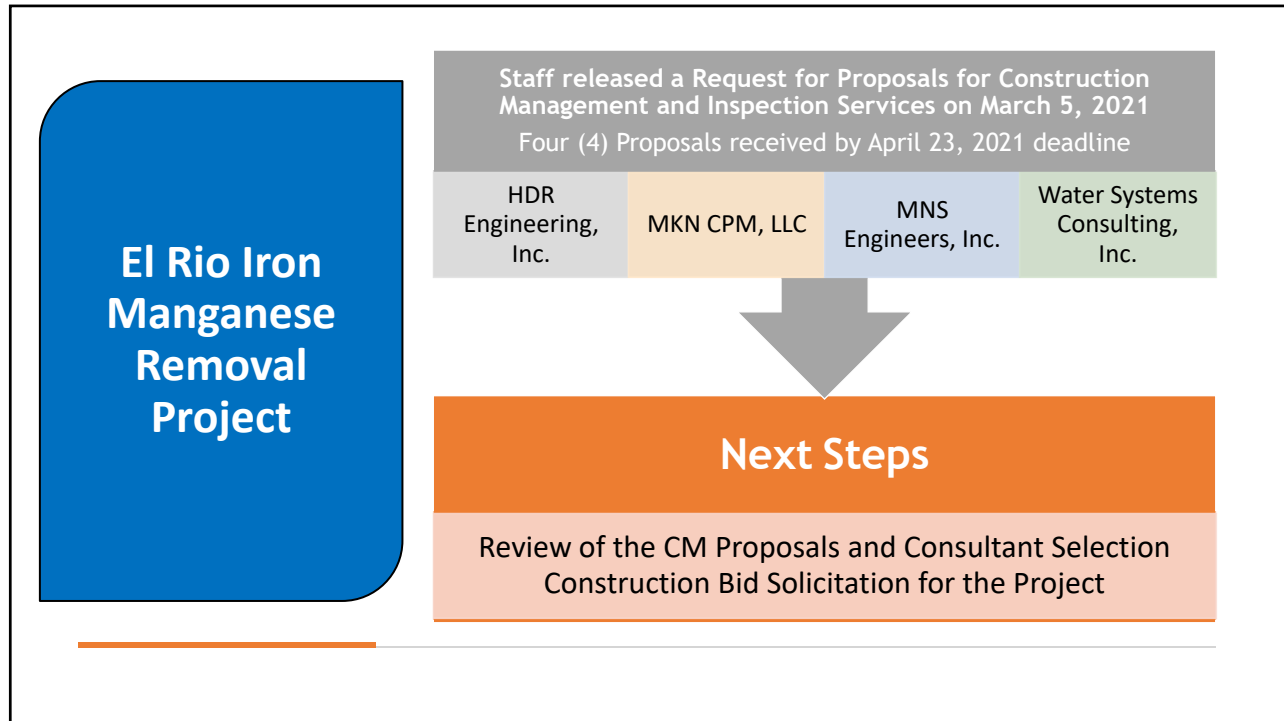 El Rio Iron
Manganese
Removal
Project
Staff released a Request for Proposals for Construction
Management and Inspection Services on March 5, 2021
Four (4) Proposals received by April 23, 2021 deadline
HDR
Engineering,
Inc.
MKN CPM, LLC
MNS
Engineers, Inc.
Water Systems
Consulting,
Inc.
Next Steps
Review of the CM Proposals and Consultant Selection
Construction Bid Solicitation for the Project